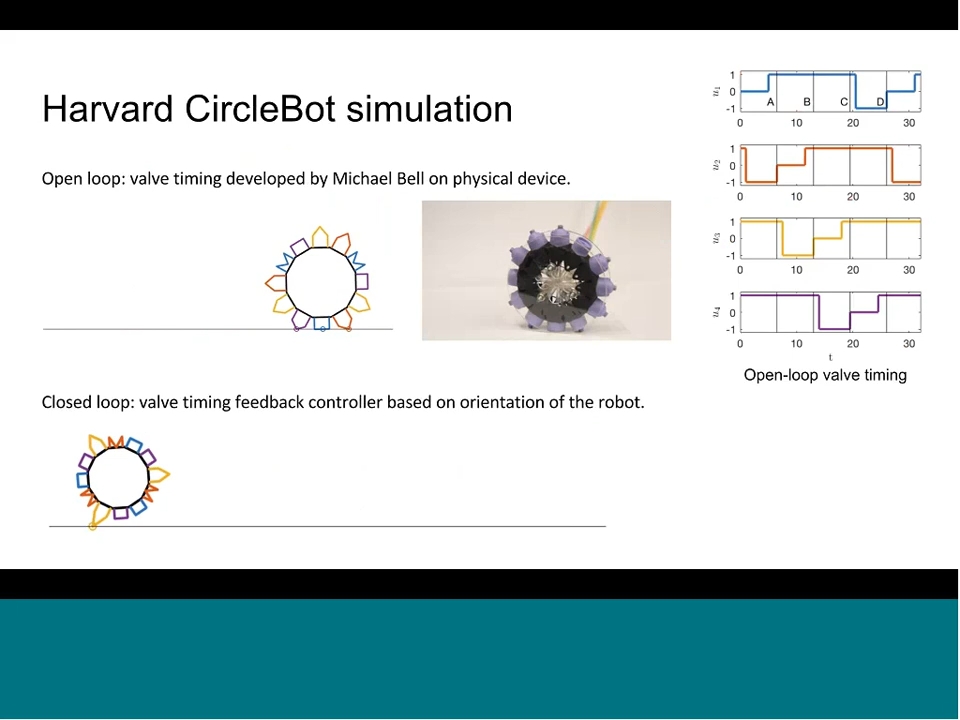 Harvard CircleBot simulation
Open loop: valve timing developed by Michael Bell on physical device.
Closed loop: valve timing feedback controller based on orientation of the robot.
u1
1
0
-1
A B C D
0 10 20 30
u2
1
0
-1
0 10 20 30
u3
1
0
-1
0 10 20 30
u4
1
0
-1
0 10 20 30
t
Open-loop valve timing